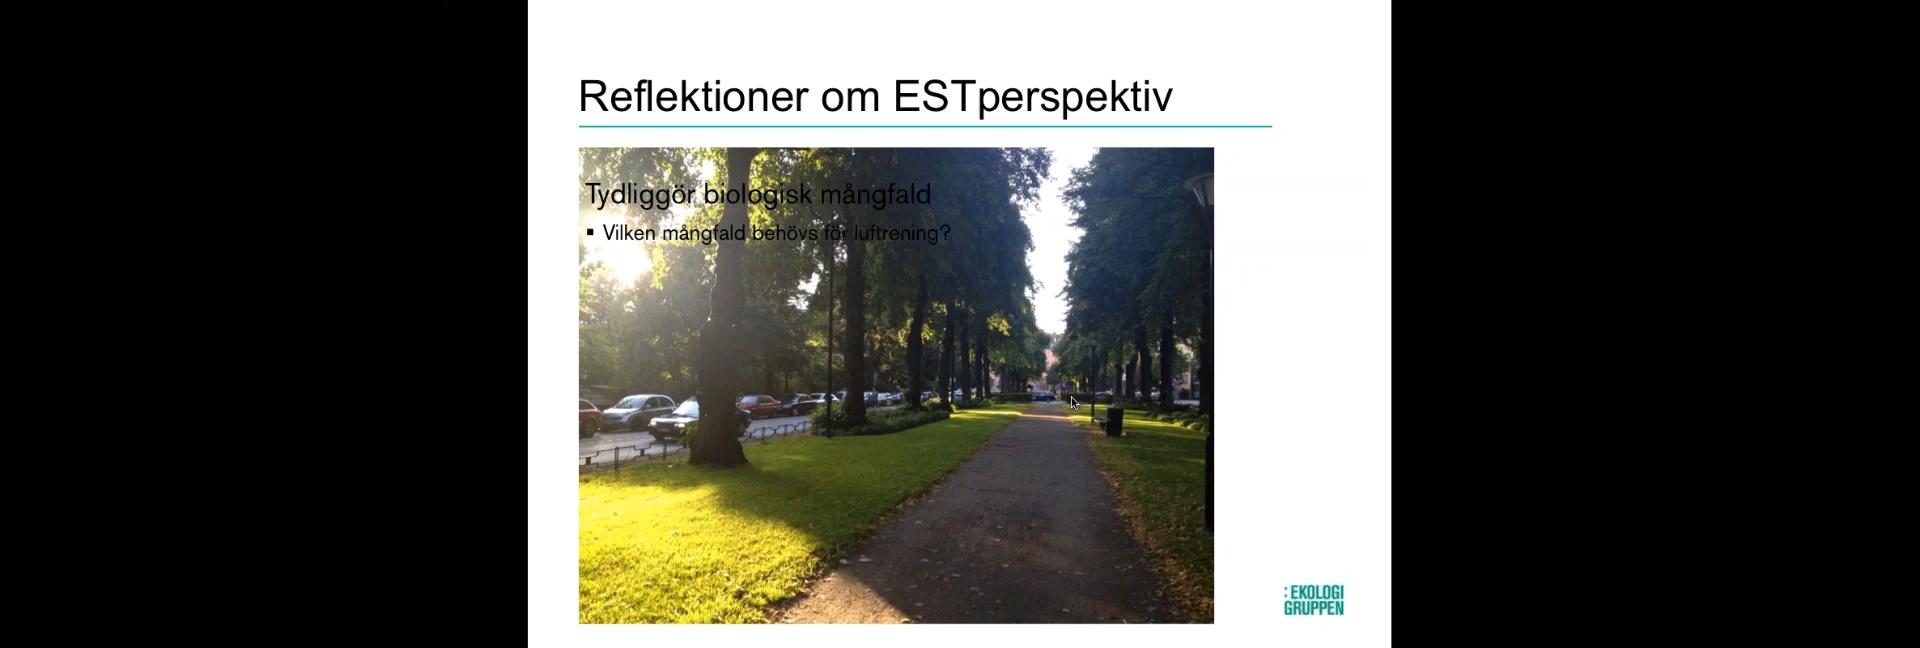 Reflektioner om ESTperspektiv
Tydliggör biologisk mångfald
▪ Vilken mångfald behövs för luftrening?
:EKOLOGI
GRUPPEN